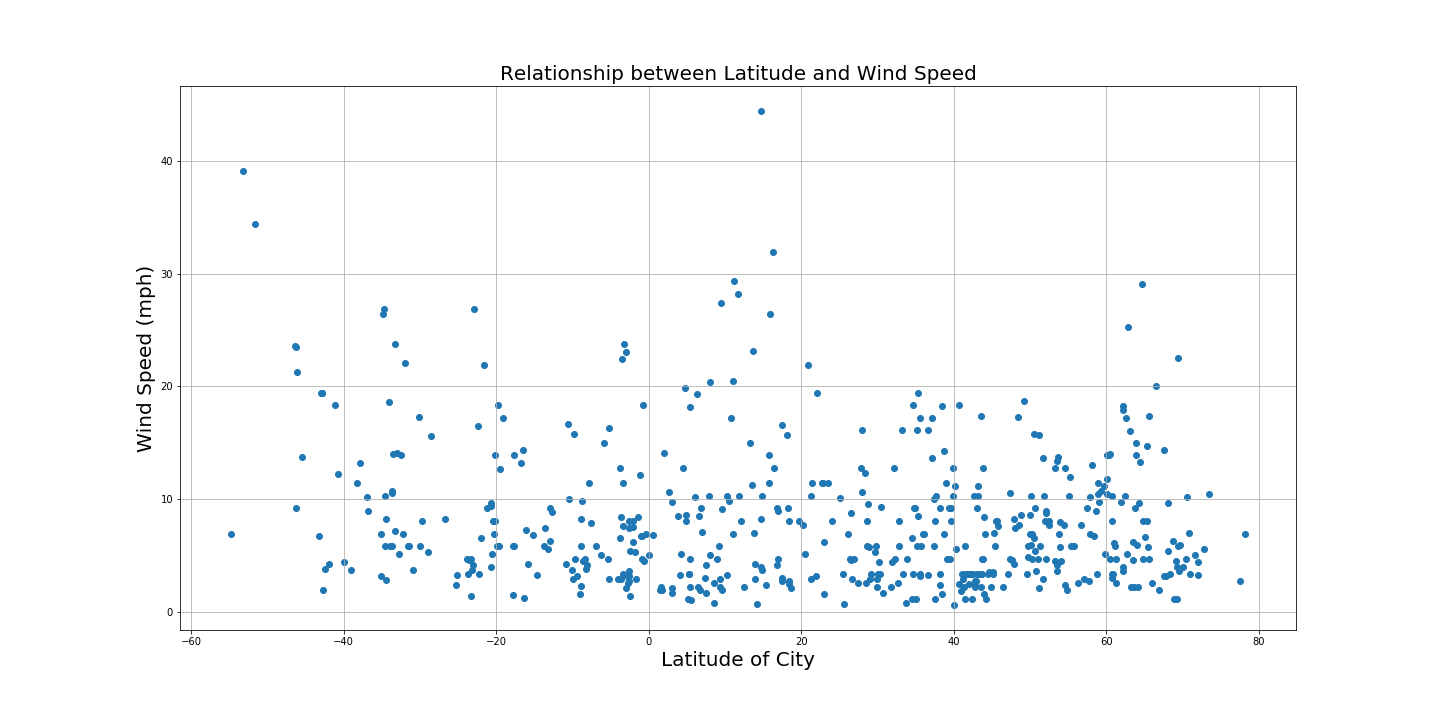 Relationship between Latitude and Wind Speed
Wind Speed (mph)
40
30
20
10
0
−60 −40 −20 0 20 40 60 80
Latitude of City